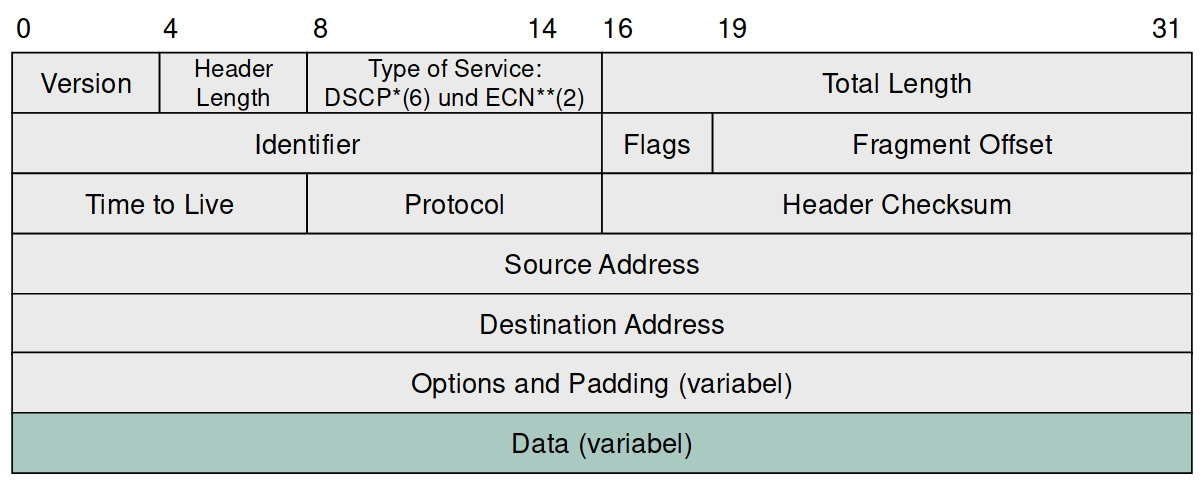 0 4 8 14 16 19 31
Version Header Length Type of Service: DSCP*(6) und ECN**(2) Total Length
Identifier Flags Fragment Offset
Time to Live Protocol Header Checksum
Source Address
Destination Address
Options and Padding (variabel)
Data (variabel)